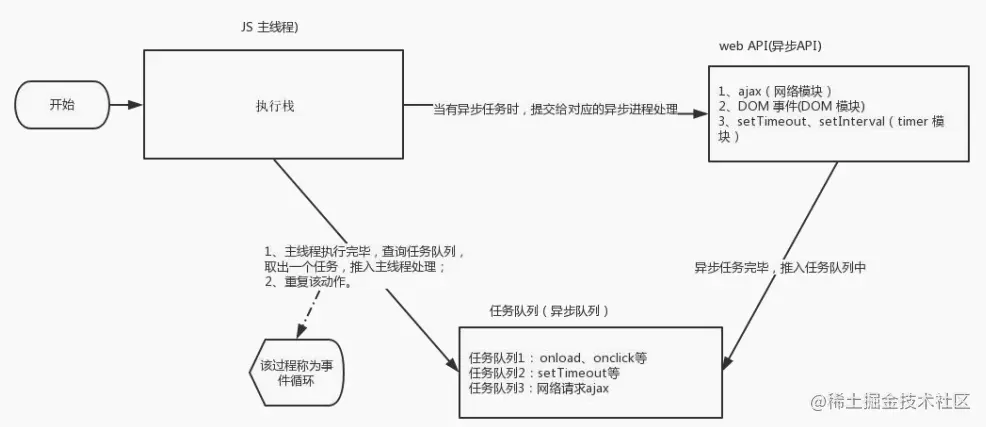 JS 主线程)
web API(异步API)
开始
执行栈
当有异步任务时，提交给对应的异步进程处理
1、ajax（网络模块）
2、DOM 事件(DOM 模块)
3、setTimeout、setInterval（timer 模
块）
1、主线程执行完毕，查询任务队列，
取出一个任务，推入主线程处理；
2、重复该动作。
异步任务完毕，推入任务队列中
任务队列（异步队列）
该过程称为事
件循环
任务队列1： onload、onclick等
任务队列2：setTimeout等
任务队列3：网络请求ajax
@稀土掘金技术社区